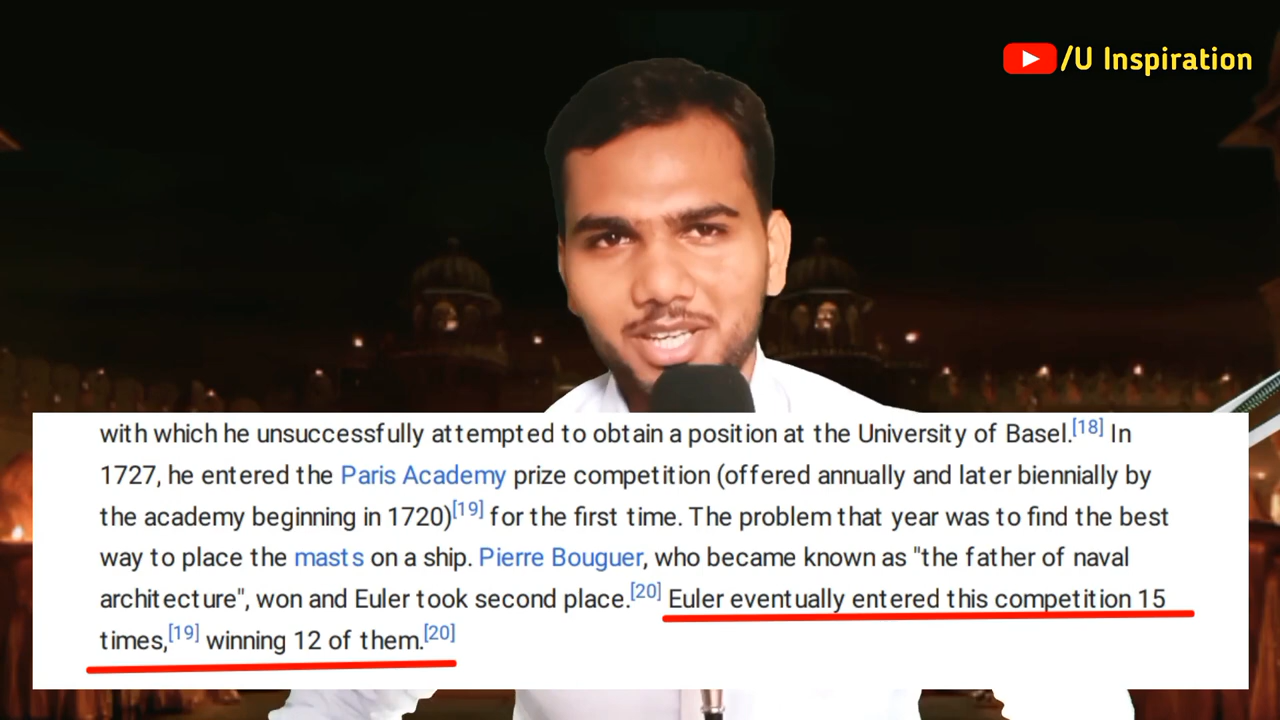 /U Inspiration
with which he unsuccessfully attempted to obtain a position at the University of Basel.[18] In
1727, he entered the Paris Academy prize competition (offered annually and later biennially by
the academy beginning in 1720)[19] for the first time. The problem that year was to find the best
way to place the masts on a ship. Pierre Bouguer, who became known as "the father of naval
architecture", won and Euler took second place.[20] Euler eventually entered this competition 15
times,[19] winning 12 of them.[20]